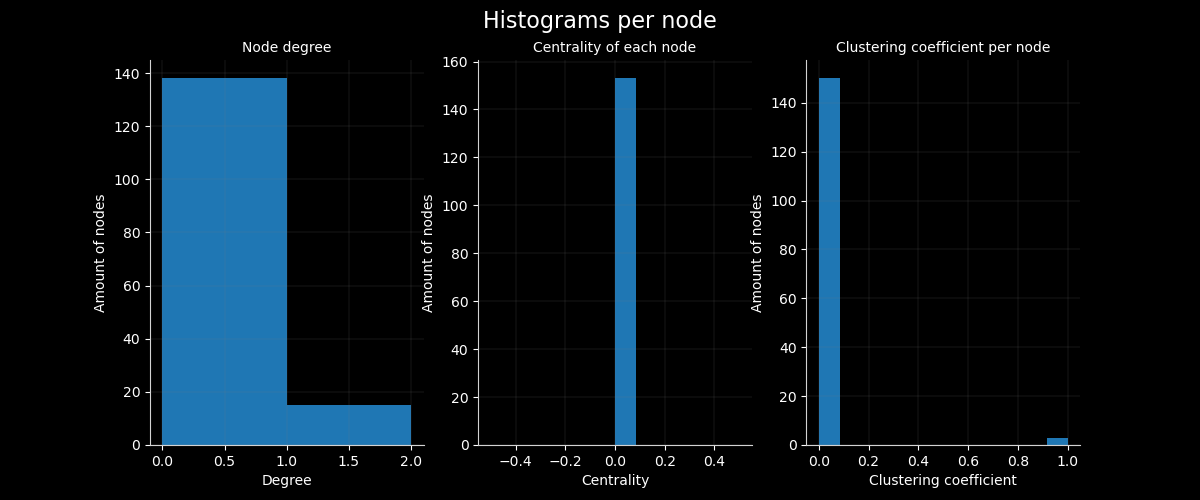 Histograms per node
Node degree
140
120
100
80
60
40
20
0
0.0 0.5 1.0 1.5 2.0
Amount of nodes
Degree
Centrality of each node
160
140
120
100
80
60
40
20
0
−0.4 −0.2 0.0 0.2 0.4
Amount of nodes
Centrality
Clustering coefficient per node
140
120
100
80
60
40
20
0
0.0 0.2 0.4 0.6 0.8 1.0
Amount of nodes
Clustering coefficient